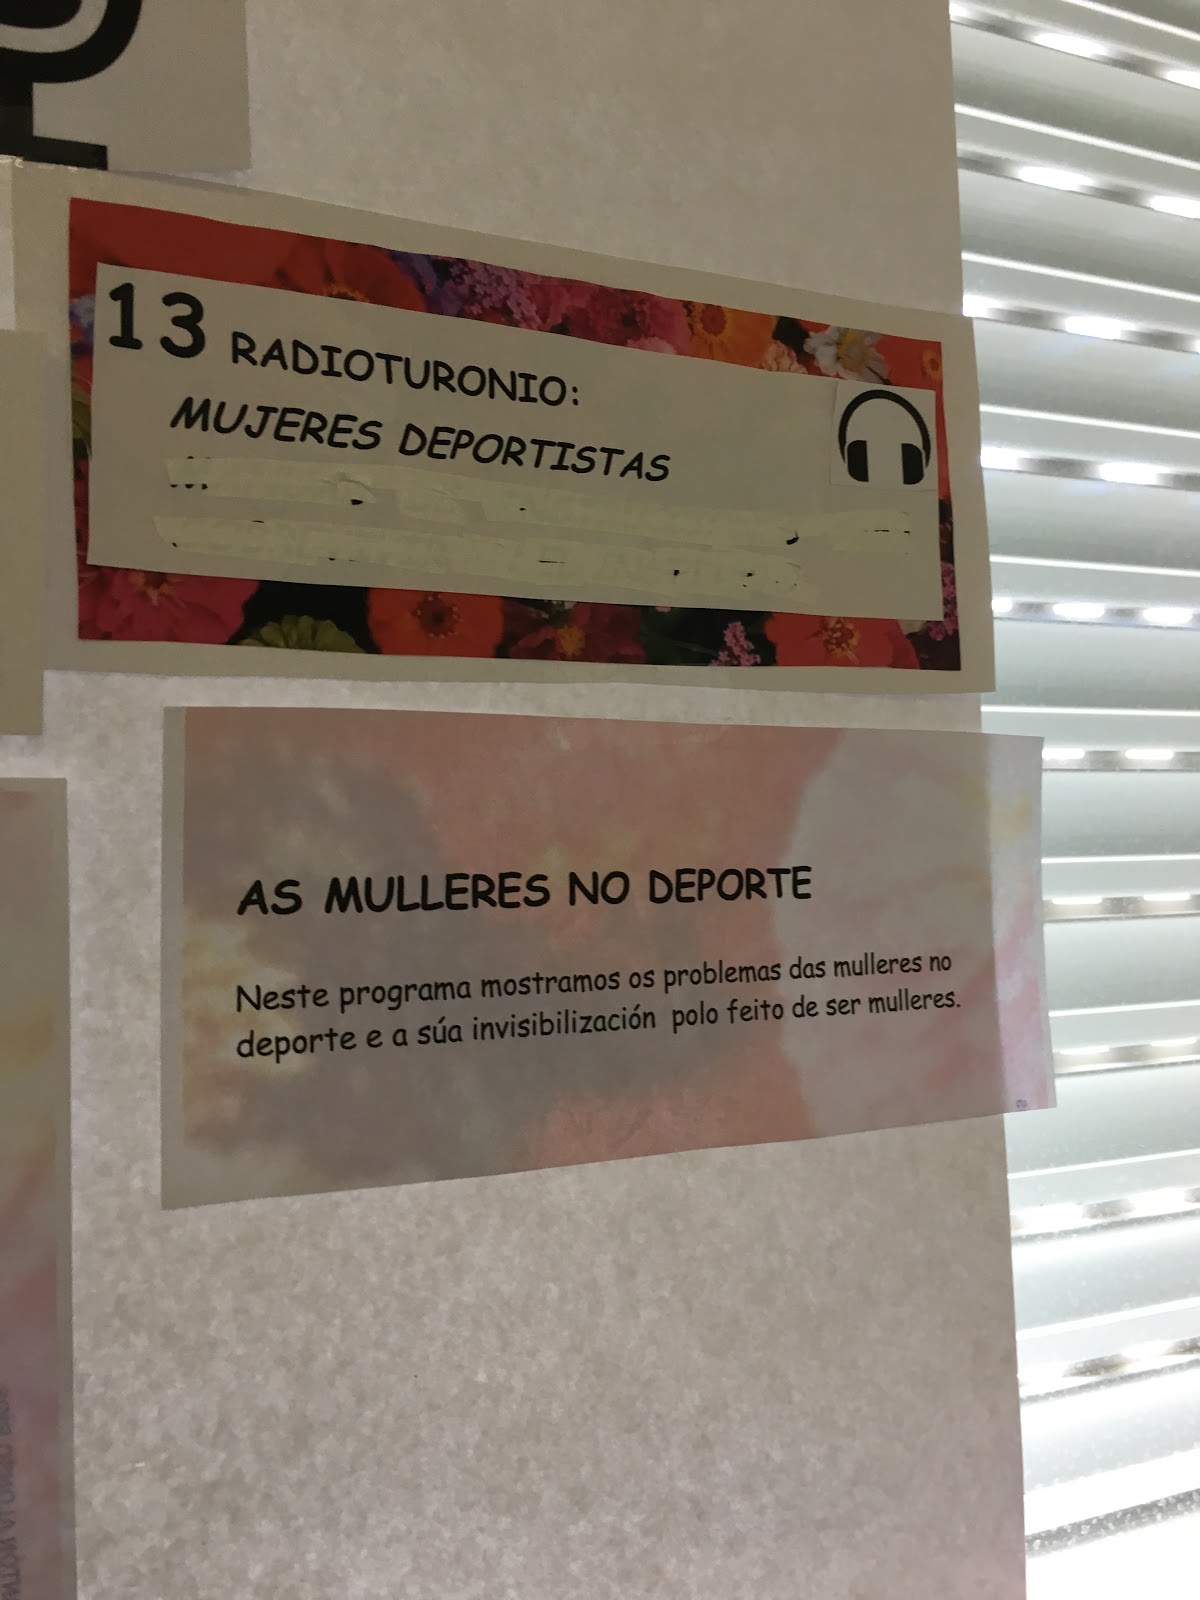 13 RADIOTURONIO:
MUJERES DEPORTISTAS
AS MULLERES NO DEPORTE
Neste programa mostramos os problemas das mulleres no
deporte e a súa invisibilización polo feito de ser mulleres.